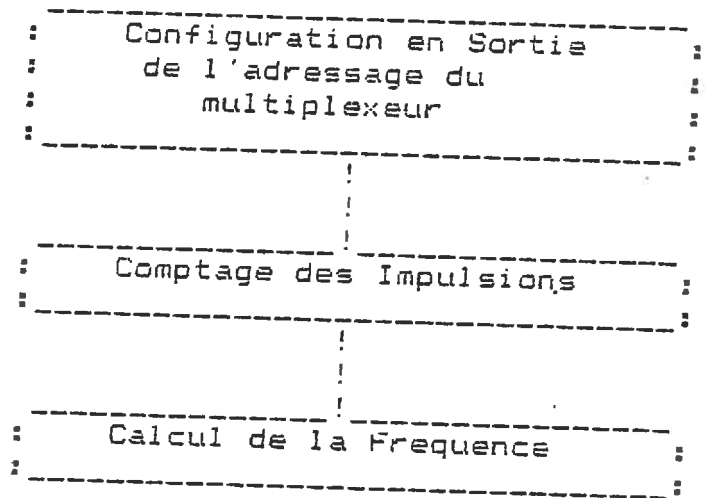 Configuration en Sortie
de l'adressage du
multiplexeur
Comptage des Impulsions
Calcul de la Frequence